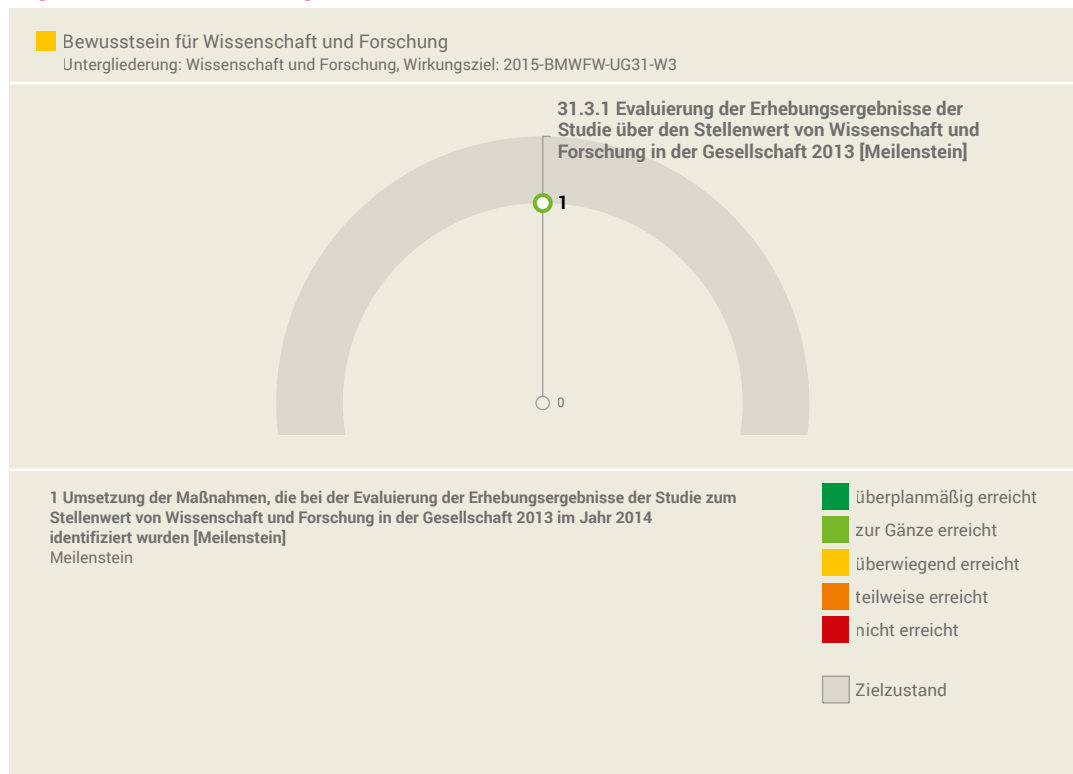 Bewusstsein für Wissenschaft und Forschung
Untergliederung: Wissenschaft und Forschung, Wirkungsziel: 2015-BMWFW-UG31-W3
31.3.1 Evaluierung der Erhebungsergebnisse der
Studie über den Stellenwert von Wissenschaft und
Forschung in der Gesellschaft 2013 [Meilenstein]
1
0
1 Umsetzung der Maßnahmen, die bei der Evaluierung der Erhebungsergebnisse der Studie zum
Stellenwert von Wissenschaft und Forschung in der Gesellschaft 2013 im Jahr 2014
identifiziert wurden [Meilenstein]
Meilenstein
überplanmäßig erreicht
zur Gänze erreicht
überwiegend erreicht
teilweise erreicht
nicht erreicht
Zielzustand